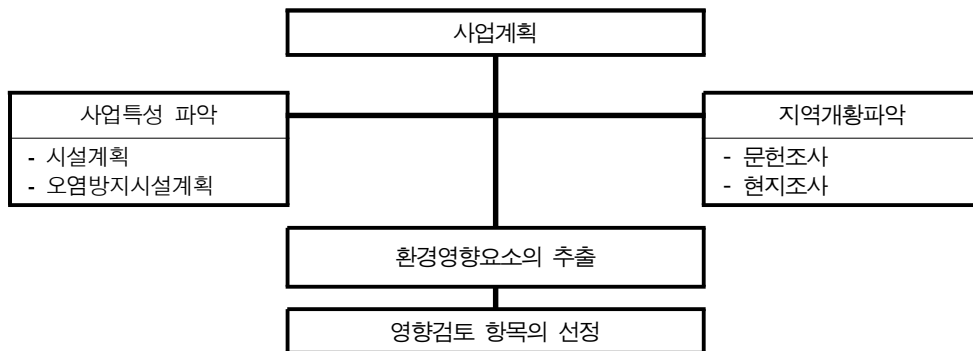 사업계획
사업특성 파악
- 시설계획
- 오염방지시설계획
지역개황파악
- 문헌조사
- 현지조사
환경영향요소의 추출
영향검토 항목의 선정